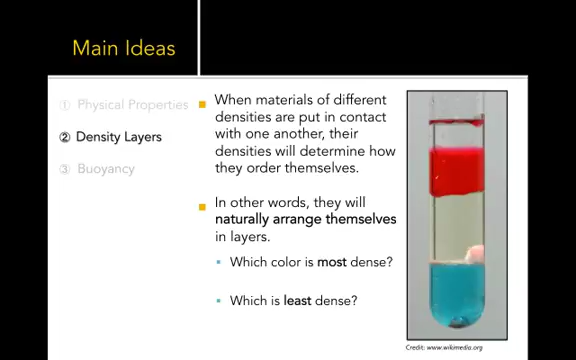 Main Ideas
① Physical Properties
② Density Layers
③ Buoyancy
When materials of different
densities are put in contact
with one another, their
densities will determine how
they order themselves.
In other words, they will
naturally arrange themselves
in layers.
Which color is most dense?
Which is least dense?
Credit: www.wikimedia.org